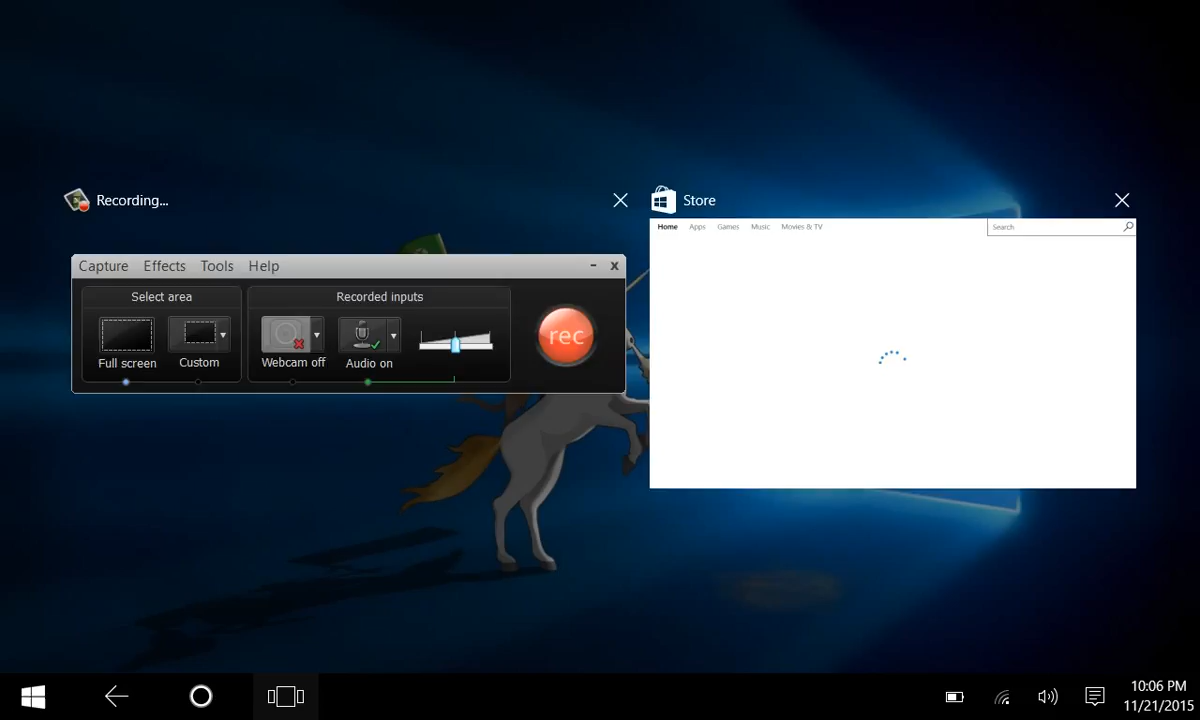 Recording...
Store
Home Apps Games Music Movies & TV Search
Capture Effects Tools Help
Select area Recorded inputs
rec
Full screen Custom Webcam off Audio on
10:06 PM
11/21/2015